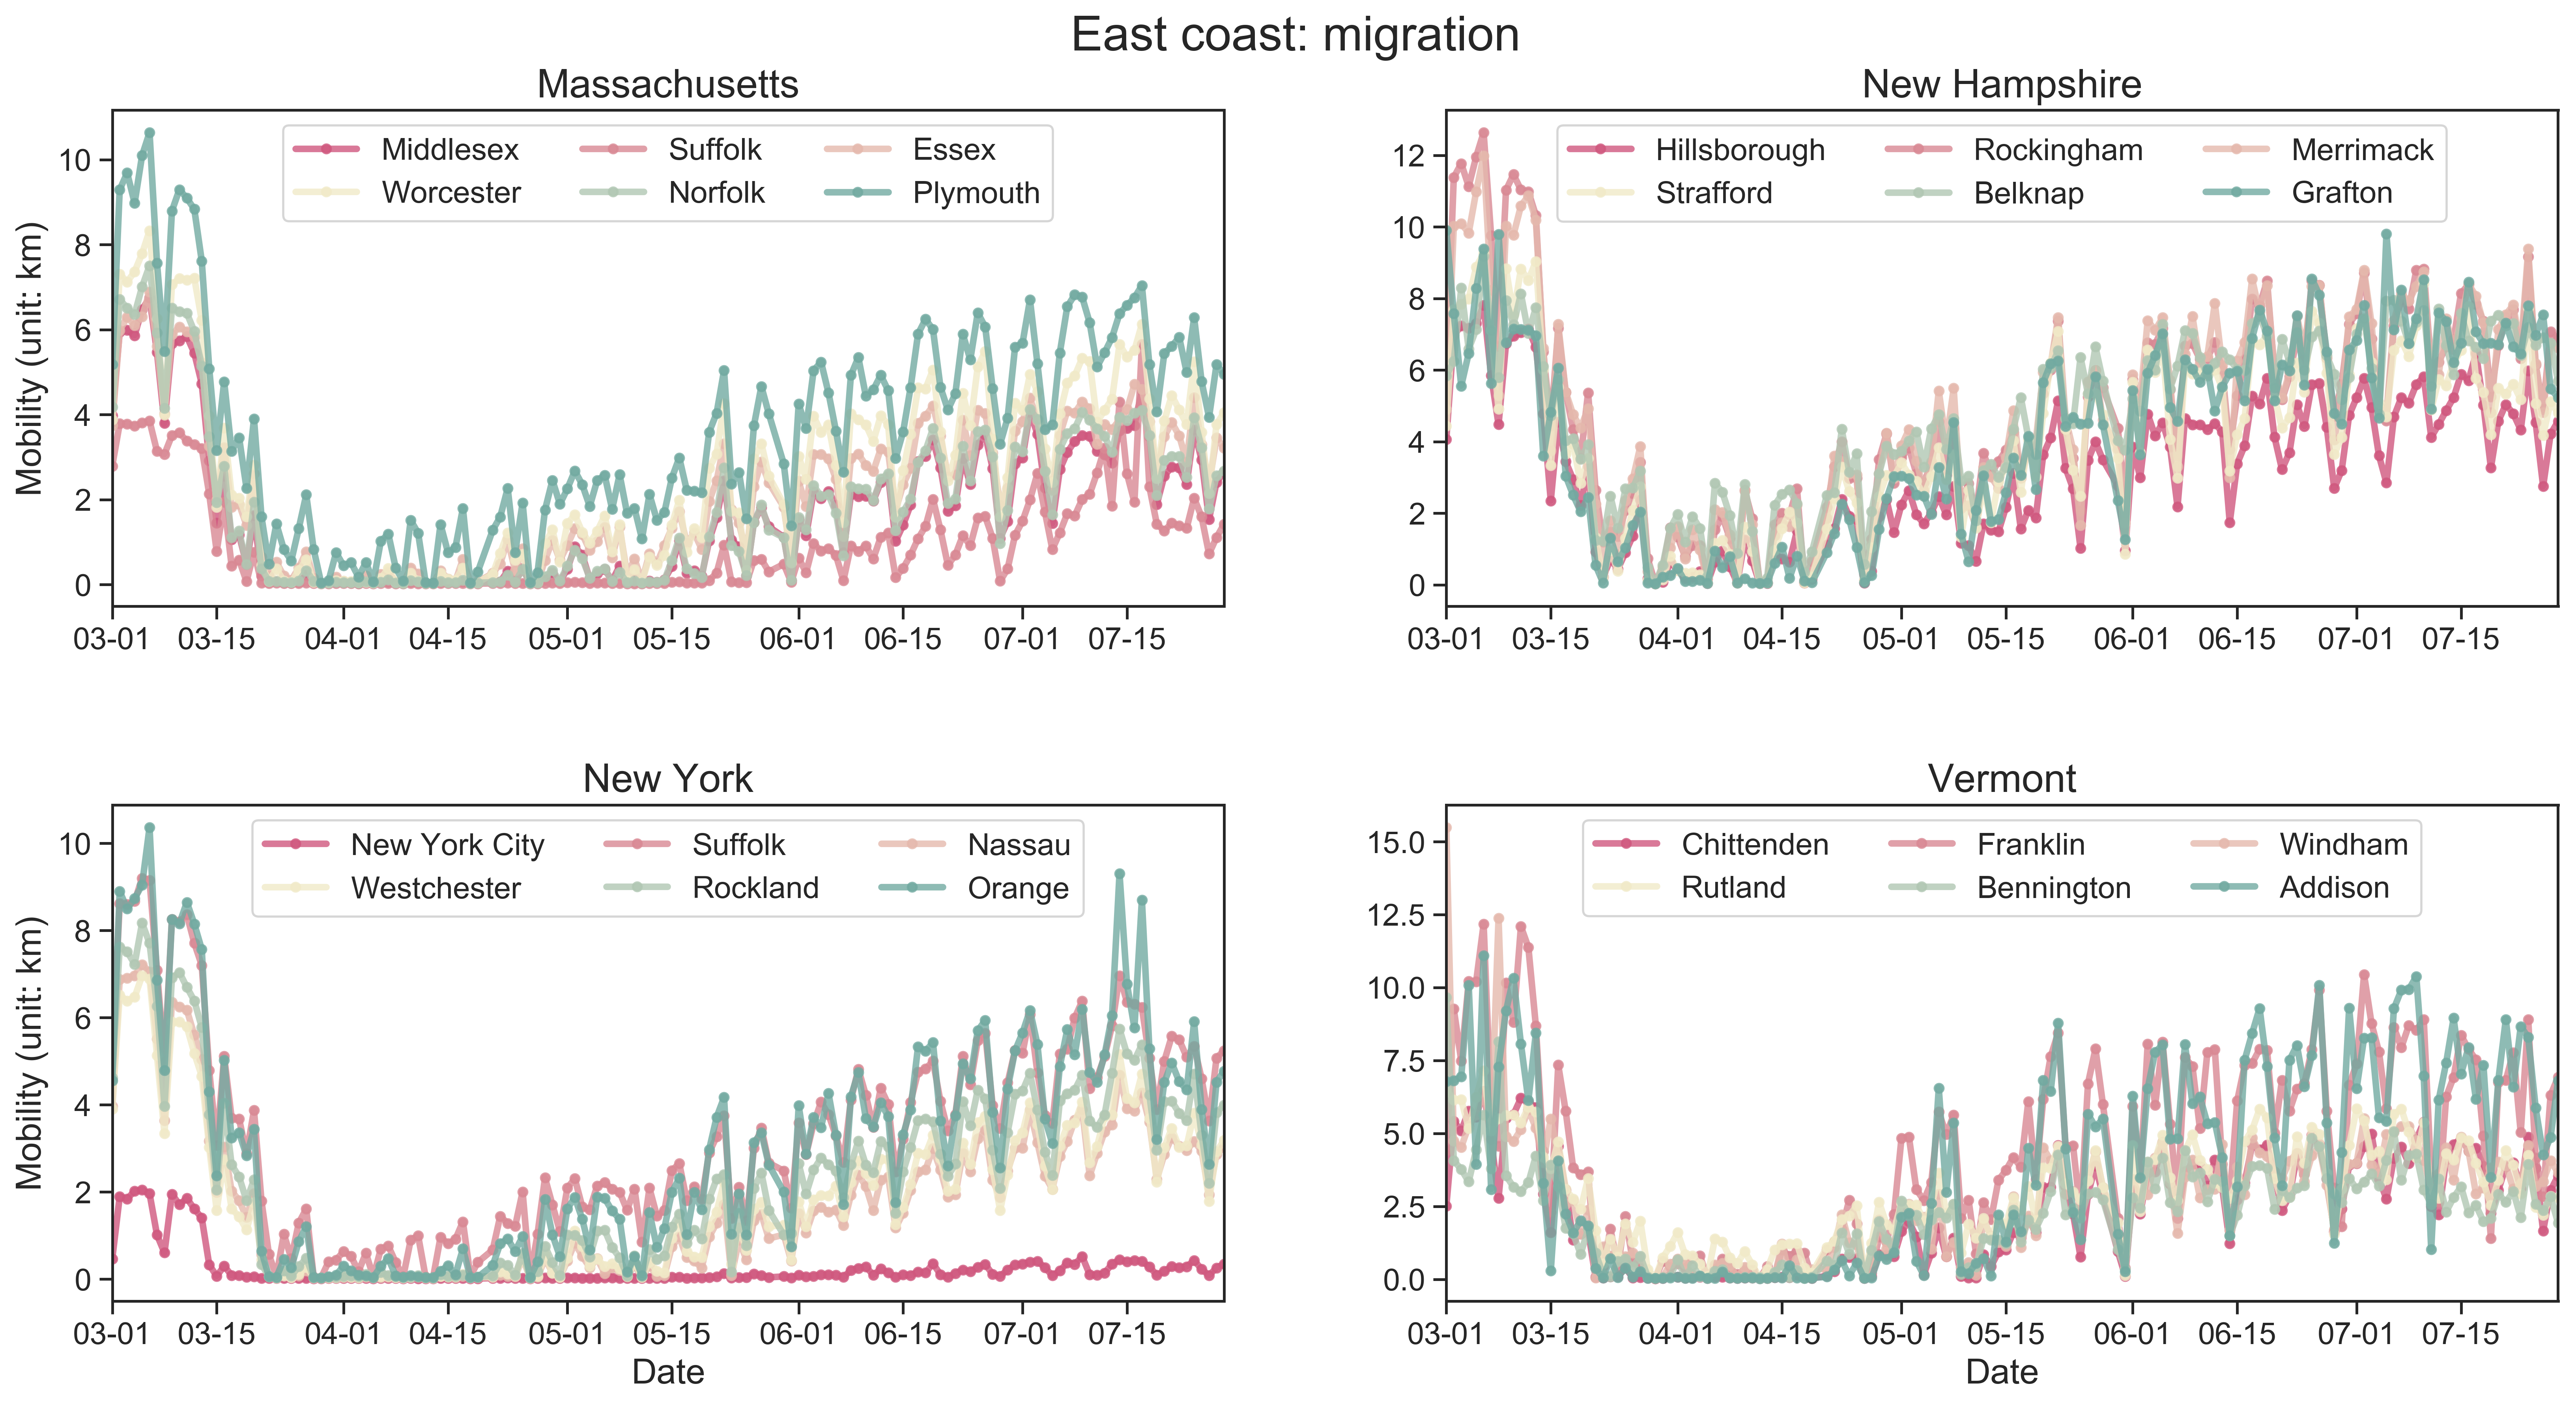 East coast: migration
Massachusetts
Middlesex Suffolk Essex
Worcester Norfolk Plymouth
Mobility (unit: km)
10
8
6
4
2
0
03-01 03-15 04-01 04-15 05-01 05-15 06-01 06-15 07-01 07-15
New Hampshire
Hillsborough Rockingham Merrimack
Strafford Belknap Grafton
12
10
8
6
4
2
0
03-01 03-15 04-01 04-15 05-01 05-15 06-01 06-15 07-01 07-15
New York
New York City Suffolk Nassau
Westchester Rockland Orange
Mobility (unit: km)
10
8
6
4
2
0
03-01 03-15 04-01 04-15 05-01 05-15 06-01 06-15 07-01 07-15
Date
Vermont
Chittenden Franklin Windham
Rutland Bennington Addison
15.0
12.5
10.0
7.5
5.0
2.5
0.0
03-01 03-15 04-01 04-15 05-01 05-15 06-01 06-15 07-01 07-15
Date